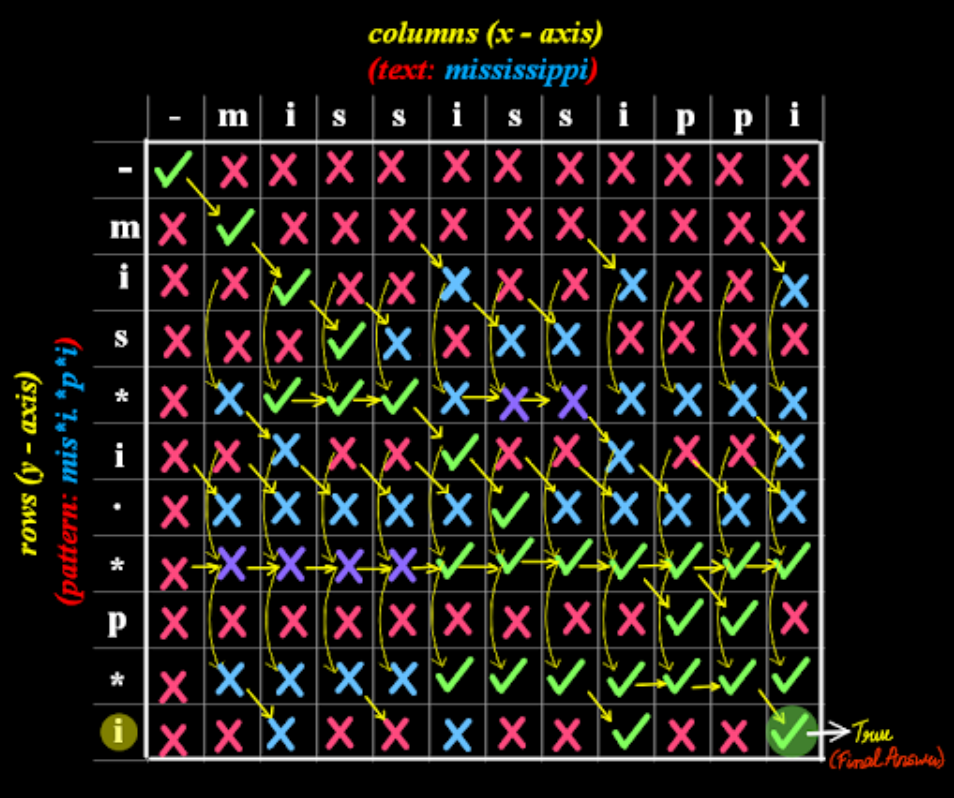 columns (x - axis)
(text: mississippi)
- m i s s i s s i p p i
-
m
i
s
*
i
.
*
p
*
i
rows (y - axis)
(pattern: mis*i. *p*i)
True
(Final Answer)